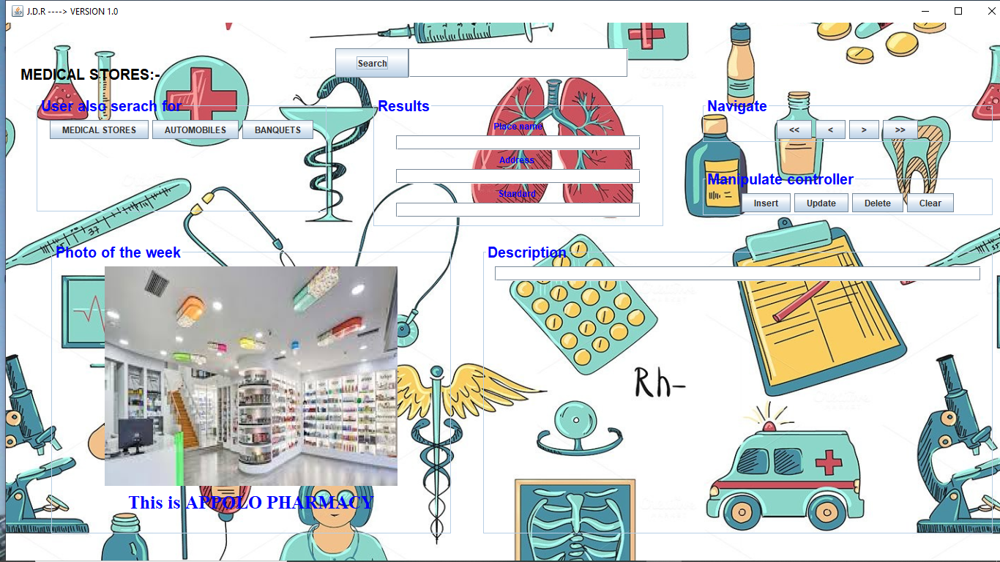 J.D.R ----> VERSION 1.0
Search
MEDICAL STORES:-
User also serach for
MEDICAL STORES
AUTOMOBILES
BANQUETS
Results
Place name
Address
Standard
Navigate
<<
<
>
>>
Manipulate controller
Insert
Update
Delete
Clear
Photo of the week
This is APPOLO PHARMACY
Description
37
Rh-